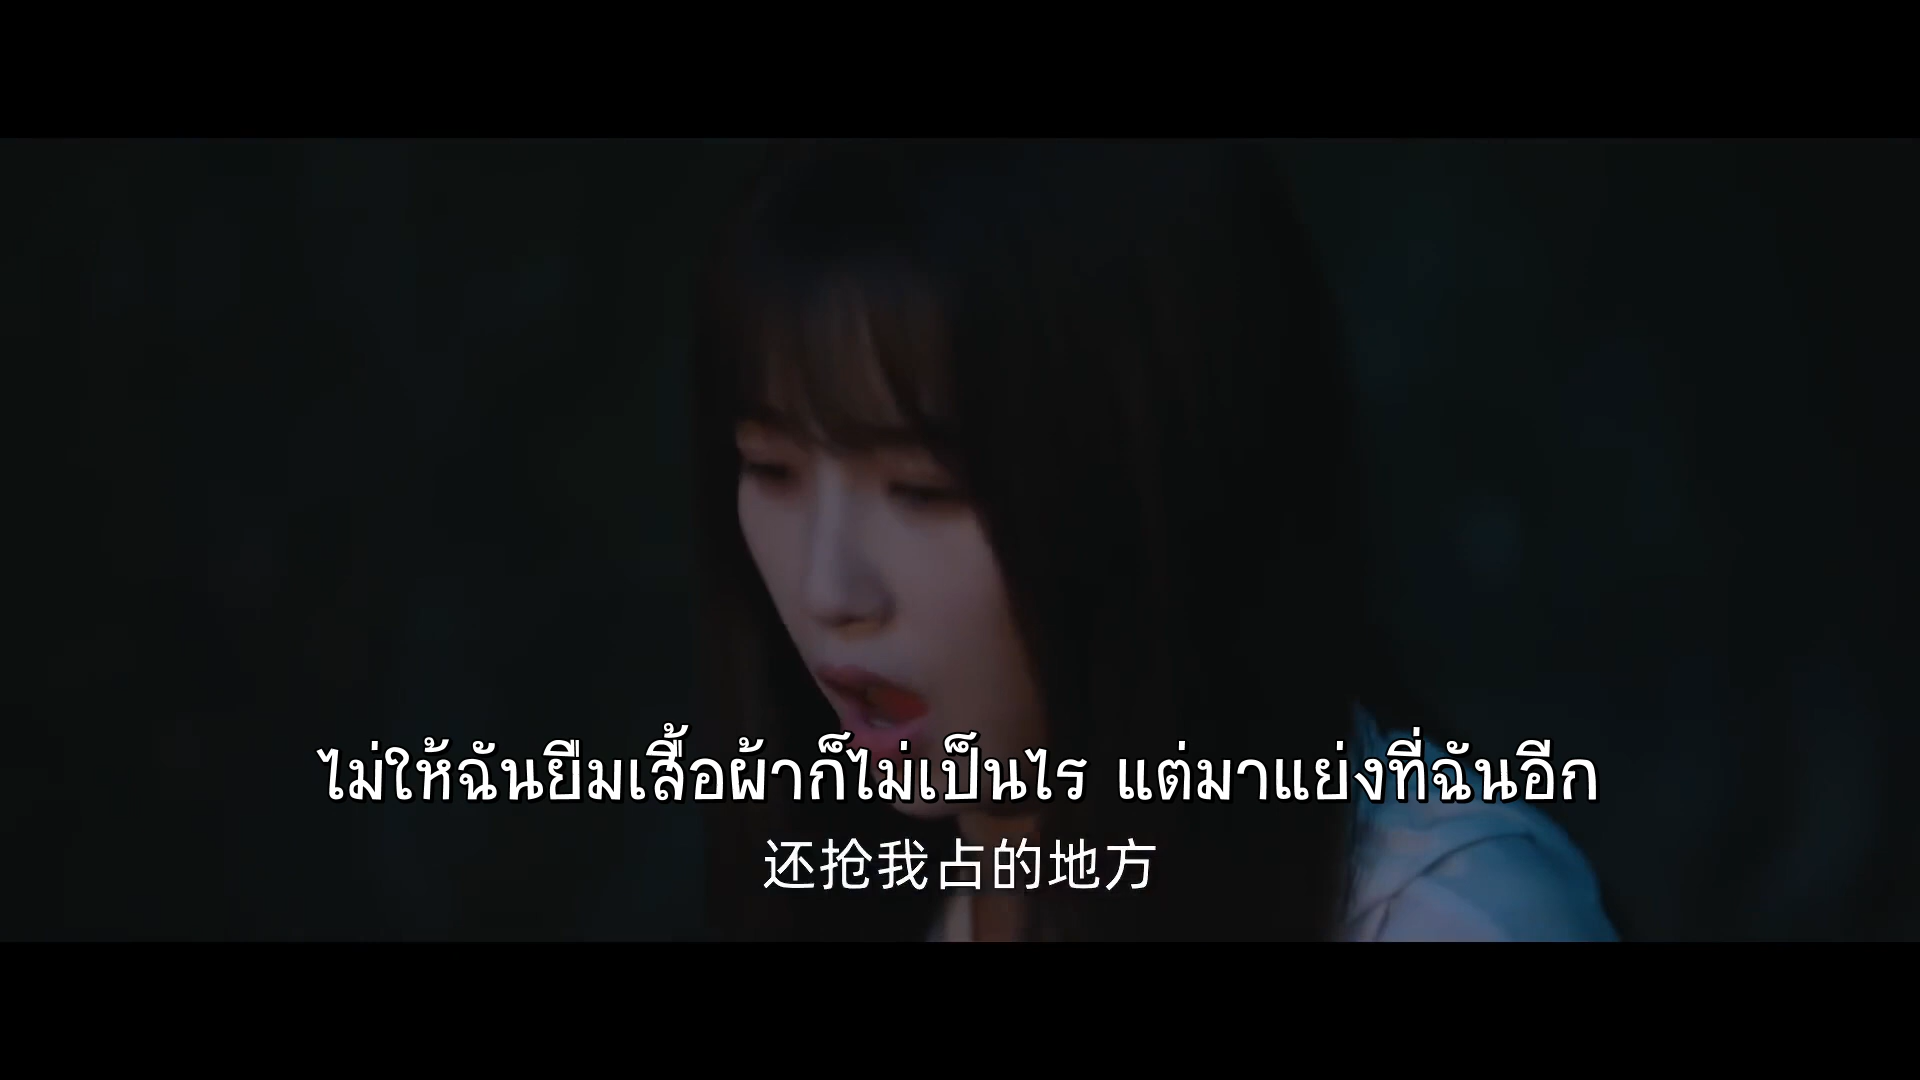 ไม่ให้ฉันยืมเสื้อผ้าก็ไม่เป็นไร แต่มาแย่งที่ฉันอีก
还抢我占的地方